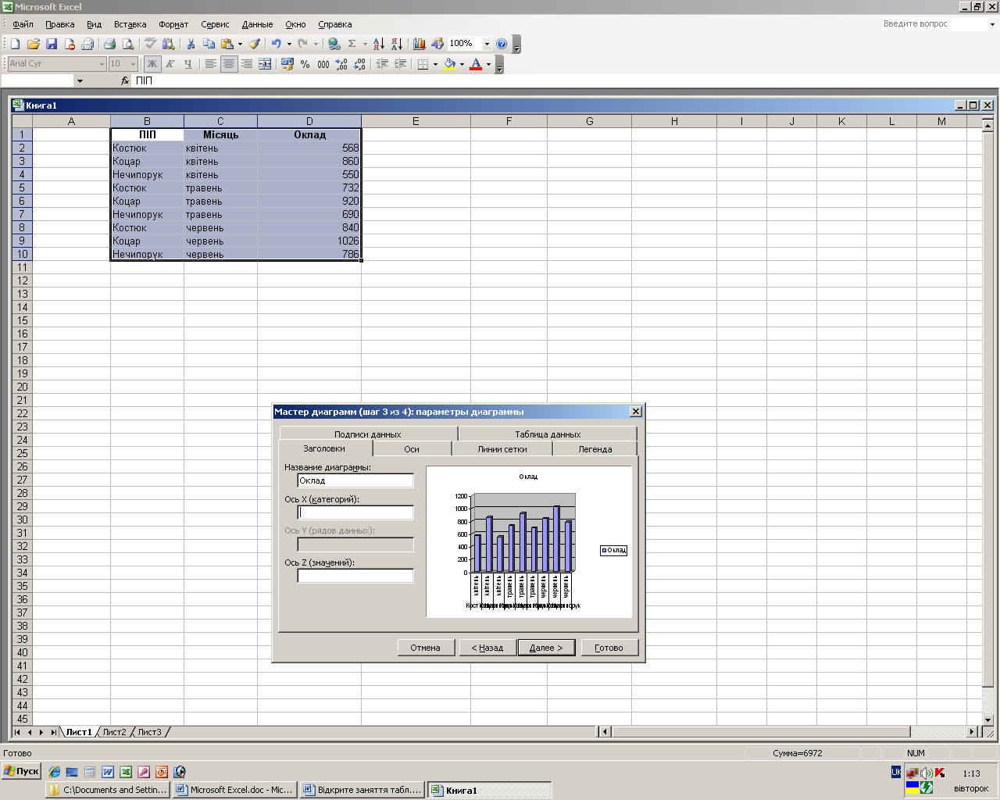 Microsoft Excel
Файл Правка Вид Вставка Формат Сервис Данные Окно Справка
Введите вопрос
100%
Arial Cyr 10 Ж К Ч % 000 А
fx ПІП
Книга1
A B C D E F G H I J K L M
1 ПІП Місяць Оклад
2 Костюк квітень 568
3 Коцар квітень 860
4 Нечипорук квітень 550
5 Костюк травень 732
6 Коцар травень 920
7 Нечипорук травень 690
8 Костюк червень 840
9 Коцар червень 1026
10 Нечипорук червень 786
11
12
13
14
15
16
17
18
19
20
21
22
23
24
25
26
27
28
29
30
31
32
33
34
35
36
37
38
39
40
41
42
43
44
45
Мастер диаграмм (шаг 3 из 4): параметры диаграммы
Подписи данных Таблица данных
Заголовки Оси Линии сетки Легенда
Название диаграммы:
Оклад
Ось X (категорий):
Ось Y (рядов данных):
Ось Z (значений):
Оклад
1200
1000
800
600
400
200
0
квітень квітень квітень травень травень травень червень червень червень
Оклад
Отмена < Назад Далее > Готово
Лист1 Лист2 Лист3
Готово Сумма=6972 NUM
Пуск UK 1:13
C:\Documents and Settin... Microsoft Excel.doc - Mic... Відкрите заняття табл.... Книга1 вівторок